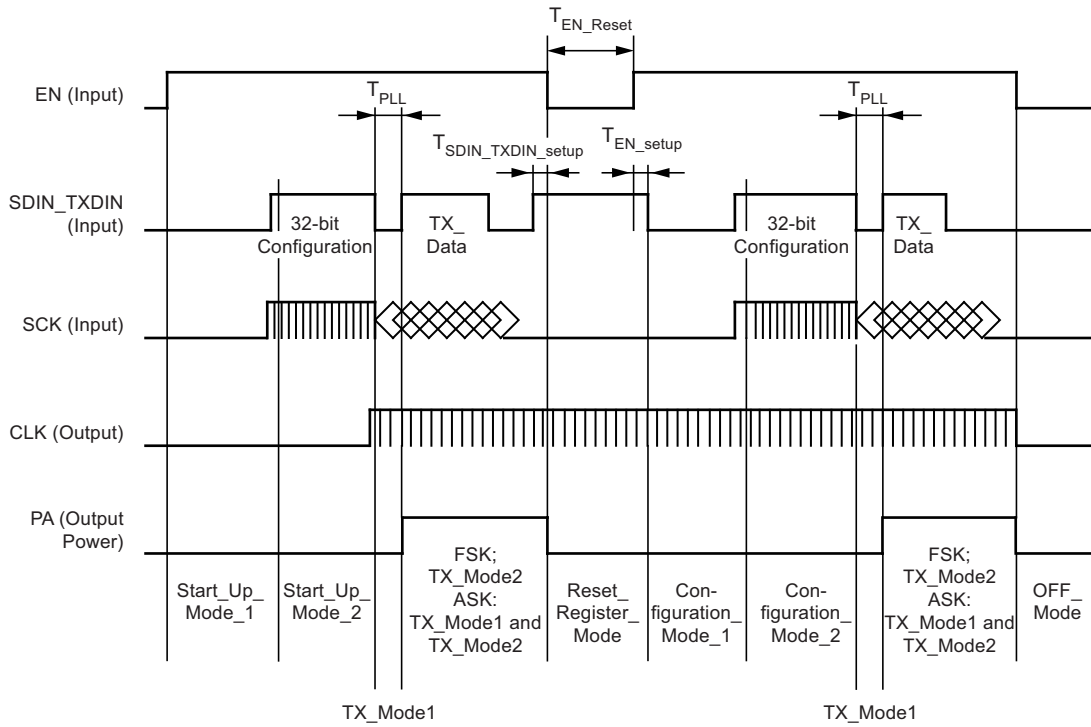 T_EN_Reset
EN (Input)
T_PLL
T_PLL
T_SDIN_TXDIN_setup
T_EN_setup
SDIN_TXDIN
(Input)
32-bit
Configuration
TX_
Data
32-bit
Configuration
TX_
Data
SCK (Input)
CLK (Output)
PA (Output
Power)
Start_Up_
Mode_1
Start_Up_
Mode_2
FSK;
TX_Mode2
ASK:
TX_Mode1 and
TX_Mode2
Reset_
Register_
Mode
Con-
figuration_
Mode_1
Con-
figuration_
Mode_2
FSK;
TX_Mode2
ASK:
TX_Mode1 and
TX_Mode2
OFF_
Mode
TX_Mode1
TX_Mode1